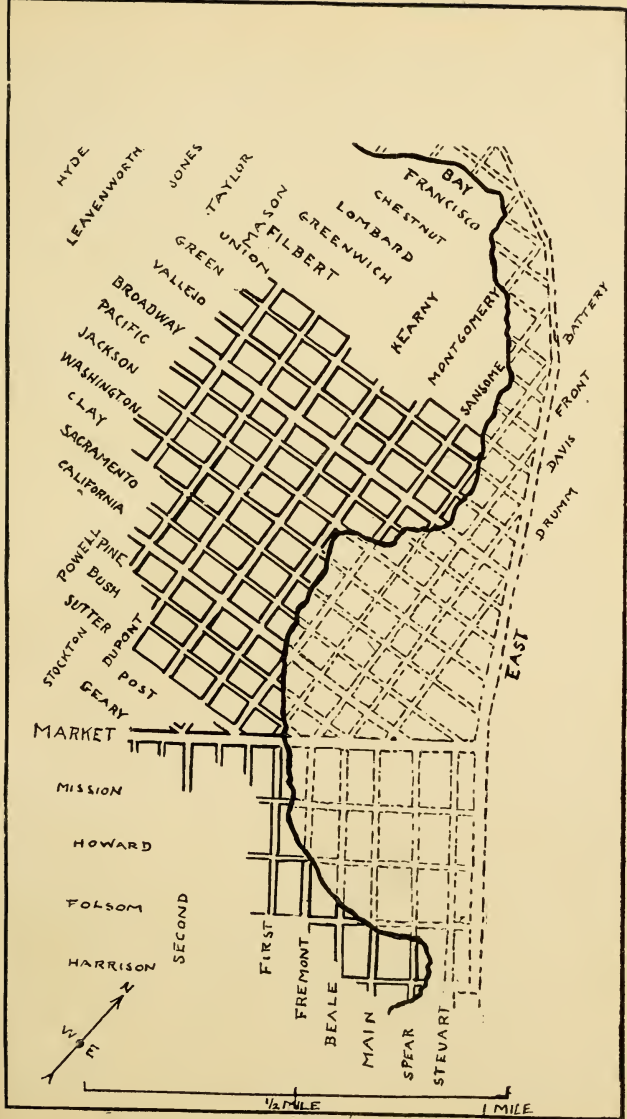 HYDE
LEAVENWORTH.
JONES
TAYLOR
MASON
BAY
FRANCISCO
CHESTNUT
LOMBARD
GREENWICH
FILBERT
UNION
GREEN
VALLEJO
BROADWAY
PACIFIC
JACKSON
WASHINGTON
CLAY
SACRAMENTO
CALIFORNIA
KEARNY
MONTGOMERY
SANSOME
BATTERY
FRONT
DAVIS
DRUMM
EAST
POWELL
PINE
BUSH
SUTTER
STOCKTON
DUPONT
POST
GEARY
MARKET
MISSION
HOWARD
FOLSOM
HARRISON
SECOND
FIRST
FREMONT
BEALE
MAIN
SPEAR
STEUART
N
W
E
1/2 MILE
1 MILE